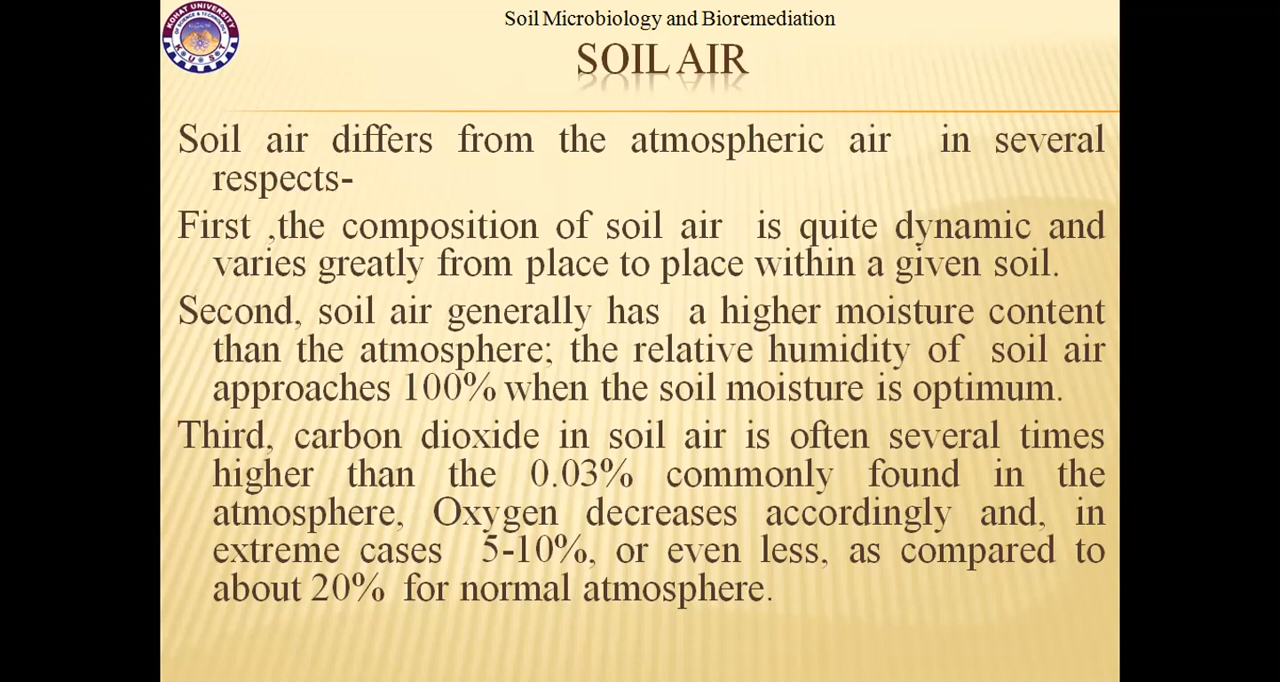 KOHAT UNIVERSITY
OF SCIENCE & TECHNOLOGY
K U S T
Soil Microbiology and Bioremediation
SOIL AIR
Soil air differs from the atmospheric air in several
respects-
First ,the composition of soil air is quite dynamic and
varies greatly from place to place within a given soil.
Second, soil air generally has a higher moisture content
than the atmosphere; the relative humidity of soil air
approaches 100% when the soil moisture is optimum.
Third, carbon dioxide in soil air is often several times
higher than the 0.03% commonly found in the
atmosphere, Oxygen decreases accordingly and, in
extreme cases 5-10%, or even less, as compared to
about 20% for normal atmosphere.